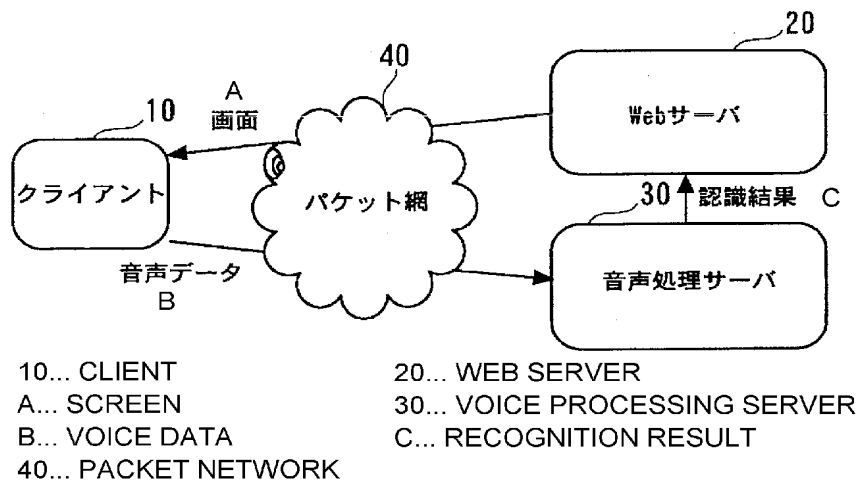 20
40
A
画面
10
Webサーバ
クライアント
パケット網
30
認識結果 C
音声データ
B
音声処理サーバ
10... CLIENT
A... SCREEN
B... VOICE DATA
40... PACKET NETWORK
20... WEB SERVER
30... VOICE PROCESSING SERVER
C... RECOGNITION RESULT